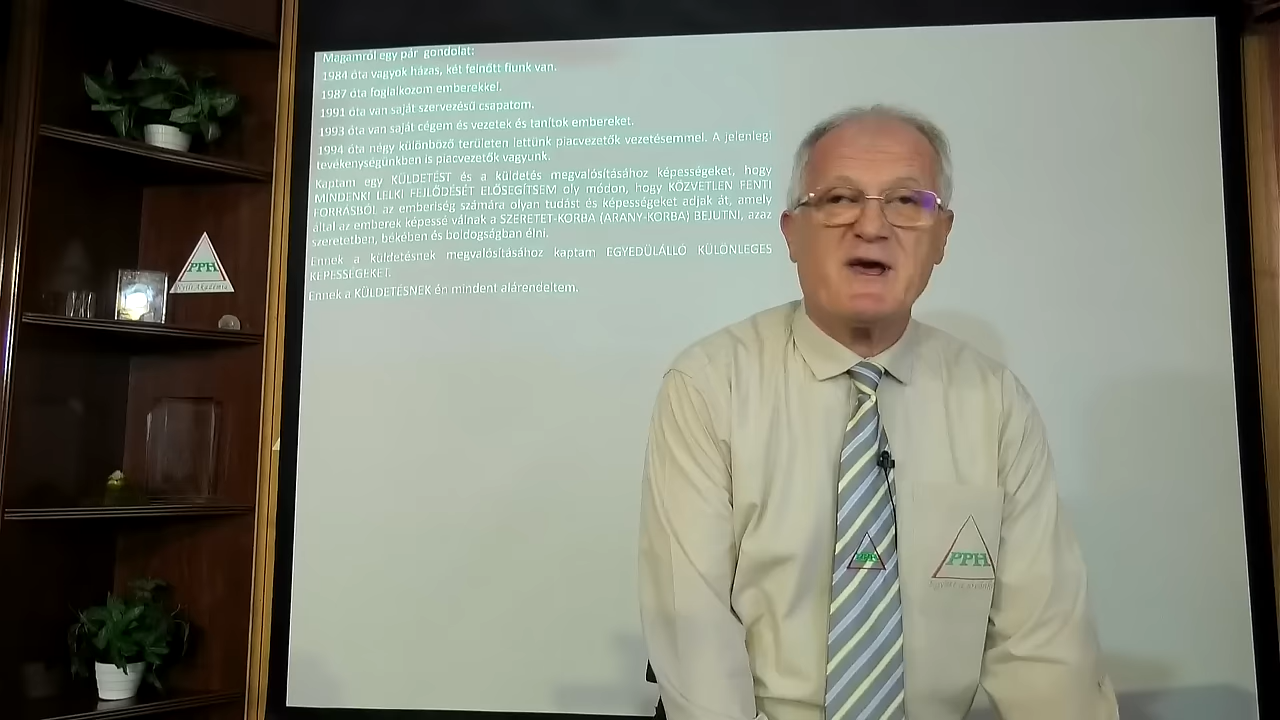 Magamról egy pár gondolat:
1984 óta vagyok házas, két felnőtt fiunk van.
1987 óta foglalkozom emberekkel.
1991 óta van saját szervezésű csapatom.
1993 óta van saját cégem és vezetek és tanítok embereket.
1994 óta négy különböző területen lettünk piacvezetők vezetésemmel. A jelenlegi
tevékenységünkben is piacvezetők vagyunk.
Kaptam egy KÜLDETÉST és a küldetés megvalósításához képességeket, hogy
MINDENKI LELKI FEJLŐDÉSÉT ELŐSEGÍTSEM oly módon, hogy KÖZVETLEN FENTI
FORRÁSBÓL az emberiség számára olyan tudást és képességeket adjak át, amely
által az emberek képessé válnak a SZERETET-KORBA (ARANY-KORBA) BEJUTNI, azaz
szeretetben, békében és boldogságban élni.
Ennek a küldetésnek megvalósításához kaptam EGYEDÜLÁLLÓ KÜLÖNLEGES
KÉPESSÉGEKET.
Ennek a KÜLDETÉSNEK én mindent alárendeltem.
PPH
Nyílt Akadémia
PPH
PPH